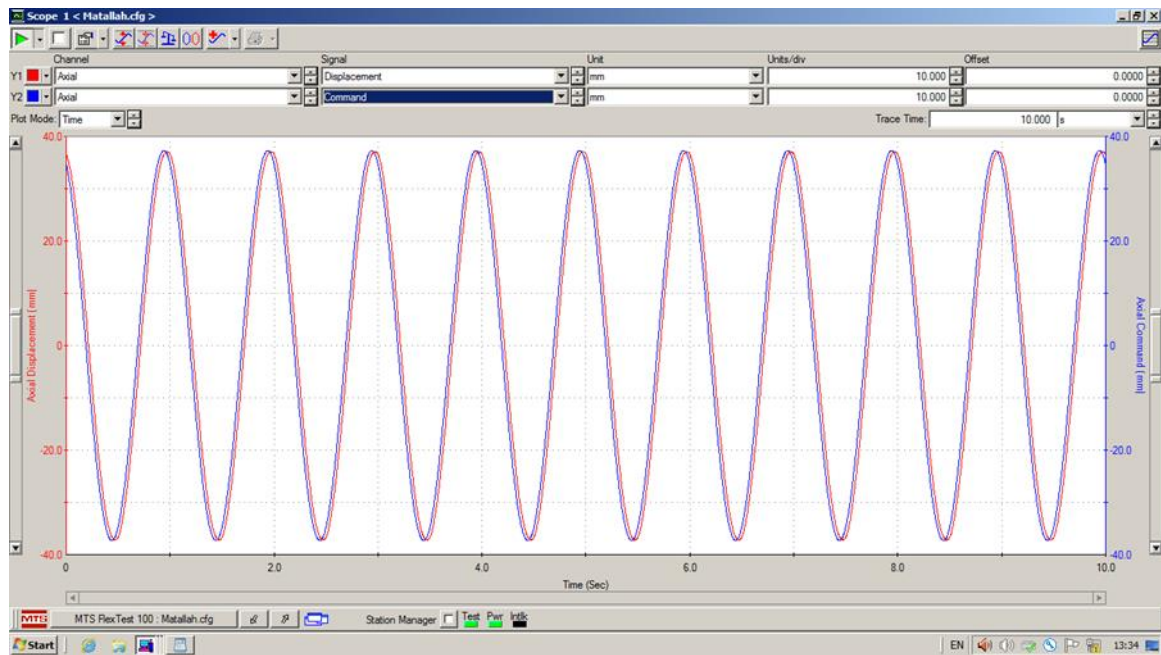 Scope 1 < Matallah.cfg >
Channel Signal Unit Units/div Offset
Y1 Axial Displacement mm 10.000 0.0000
Y2 Axial Command mm 10.000 0.0000
Plot Mode: Time Trace Time: 10.000 s
40.0 40.0
20.0 20.0
0 0
-20.0 -20.0
-40.0 -40.0
Axial Displacement [mm]
Axial Command [mm]
0 2.0 4.0 6.0 8.0 10.0
Time (Sec)
MTS MTS FlexTest 100 : Matallah.cfg Station Manager Test Pwr Intlk
Start EN 13:34